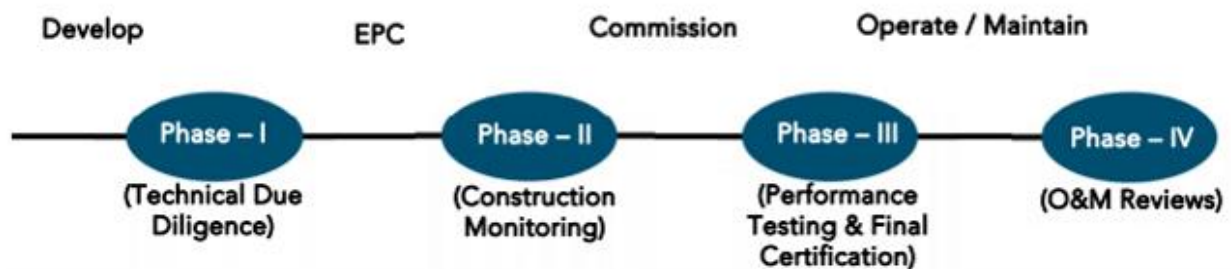 Develop
EPC
Commission
Operate / Maintain
Phase – I
Phase – II
Phase – III
Phase – IV
(Technical Due
Diligence)
(Construction
Monitoring)
(Performance
Testing & Final
Certification)
(O&M Reviews)